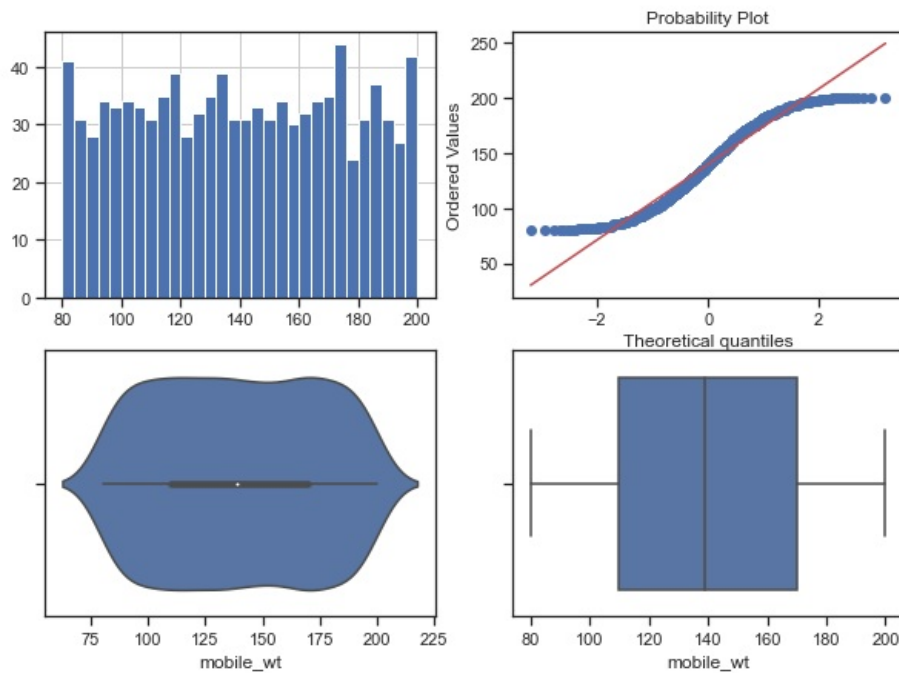 40
30
20
10
0
80 100 120 140 160 180 200
Probability Plot
Ordered Values
250
200
150
100
50
−2 0 2
Theoretical quantiles
75 100 125 150 175 200 225
mobile_wt
80 100 120 140 160 180 200
mobile_wt